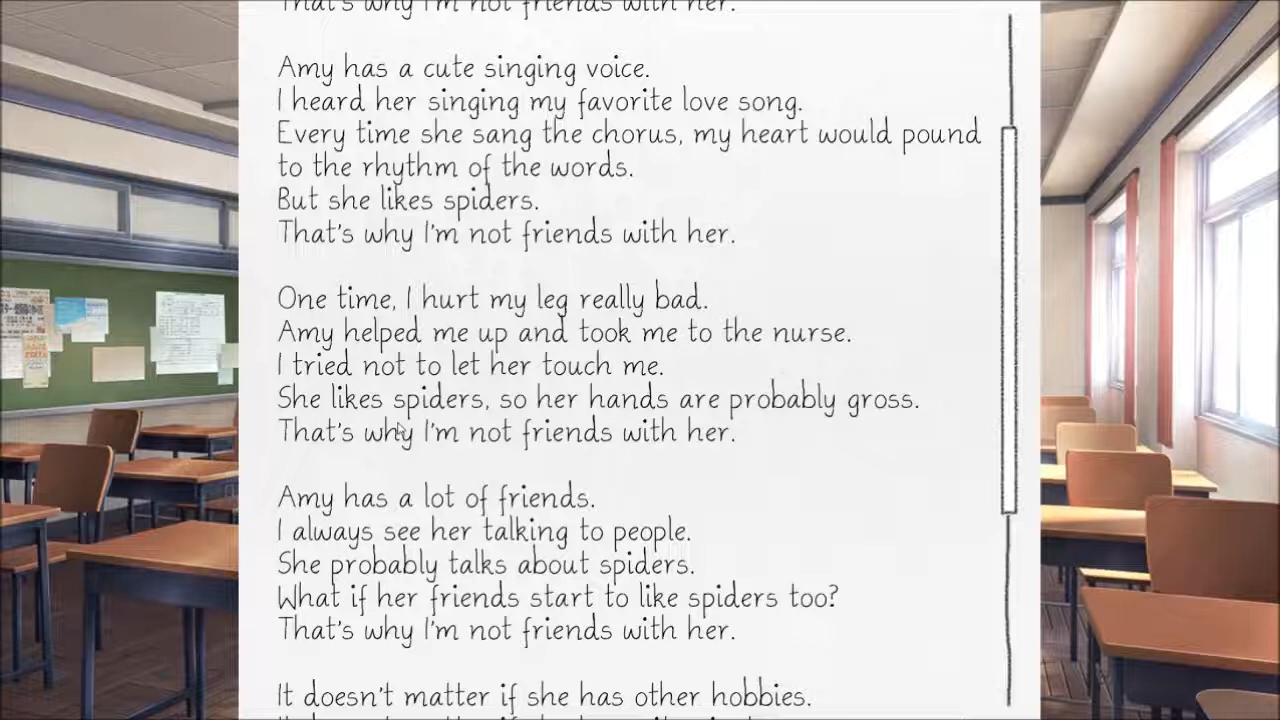 That's why I'm not friends with her.
Amy has a cute singing voice.
I heard her singing my favorite love song.
Every time she sang the chorus, my heart would pound
to the rhythm of the words.
But she likes spiders.
That's why I'm not friends with her.
One time, I hurt my leg really bad.
Amy helped me up and took me to the nurse.
I tried not to let her touch me.
She likes spiders, so her hands are probably gross.
That's why I'm not friends with her.
Amy has a lot of friends.
I always see her talking to people.
She probably talks about spiders.
What if her friends start to like spiders too?
That's why I'm not friends with her.
It doesn't matter if she has other hobbies.